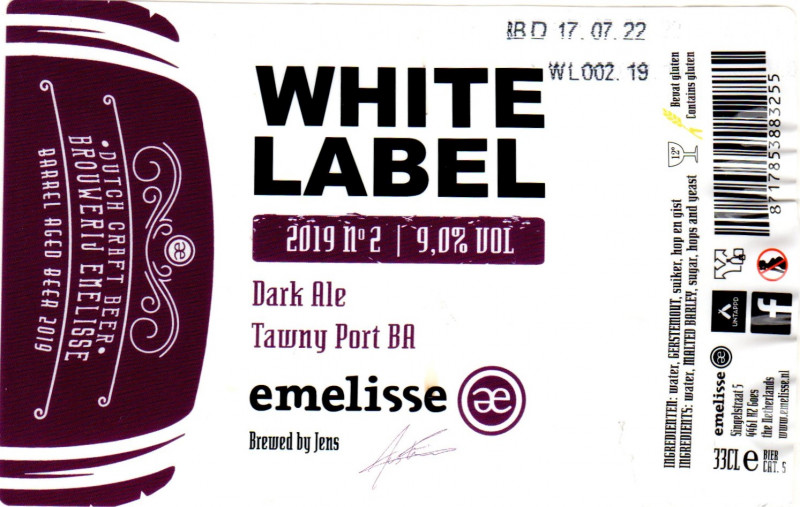 BBD 17.07.22
WL002.19
WHITE
LABEL
2019 Nº2 | 9,0% VOL
Dark Ale
Tawny Port BA
emelisse æ
Brewed by Jens
• DUTCH CRAFT BEER •
BROUWERIJ EMELISSE
BARREL AGED BEER 2019
æ
INGREDIENTEN: water, GERSTEMOUT, suiker, hop en gist
INGREDIENTS: water, MALTED BARLEY, sugar, hops and yeast
12°
Bevat gluten
Contains gluten
8717853883255
UNTAPPD
f
emelisse æ
Singelstraat 5
4461 HZ Goes
the Netherlands
www.emelisse.nl
33CL e BIER
CAT. S